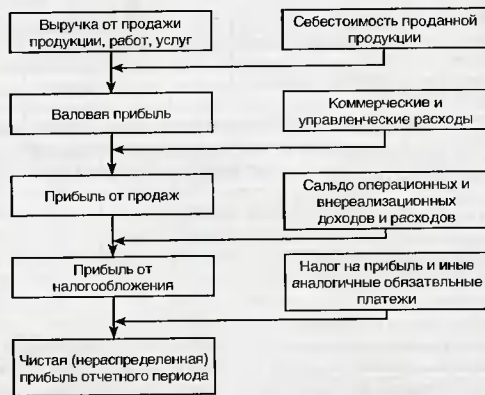 Выручка от продажи
продукции, работ, услуг
Себестоимость проданной
продукции
Валовая прибыль
Коммерческие и
управленческие расходы
Прибыль от продаж
Сальдо операционных и
внереализационных
доходов и расходов
Прибыль от
налогообложения
Налог на прибыль и иные
аналогичные обязательные
платежи
Чистая (нераспределенная)
прибыль отчетного периода